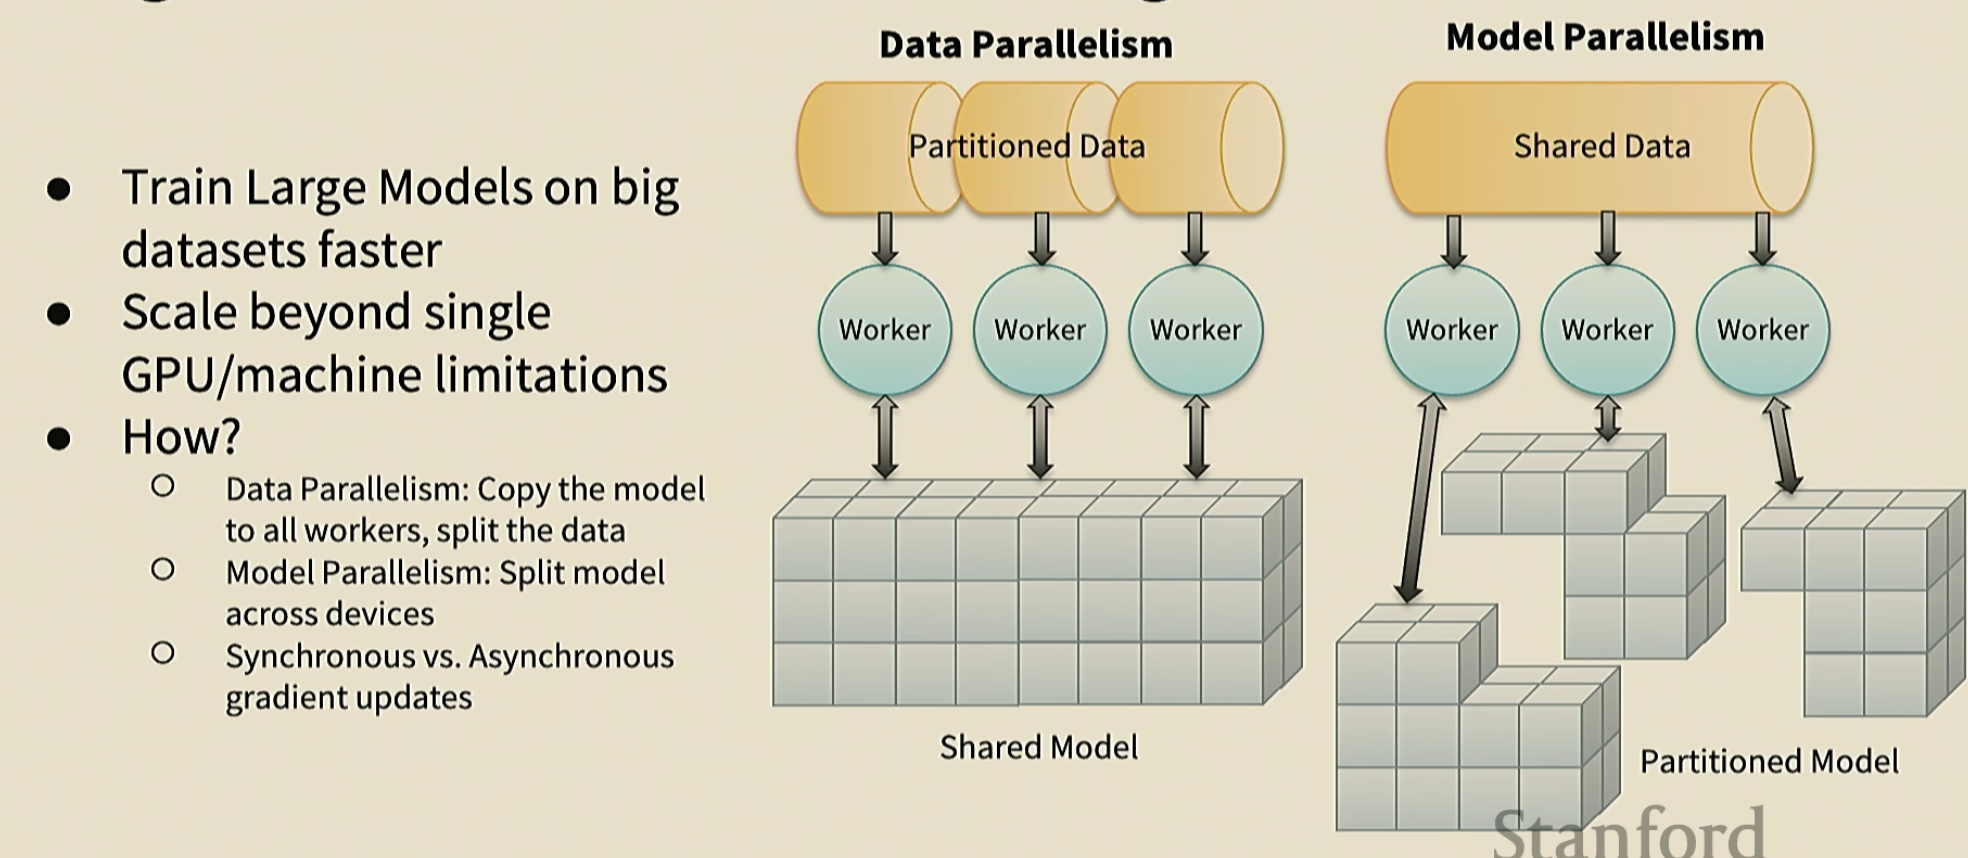 ● Train Large Models on big
datasets faster
● Scale beyond single
GPU/machine limitations
● How?
○ Data Parallelism: Copy the model
to all workers, split the data
○ Model Parallelism: Split model
across devices
○ Synchronous vs. Asynchronous
gradient updates
Data Parallelism
Partitioned Data
Worker Worker Worker
Shared Model
Model Parallelism
Shared Data
Worker Worker Worker
Partitioned Model
Stanford